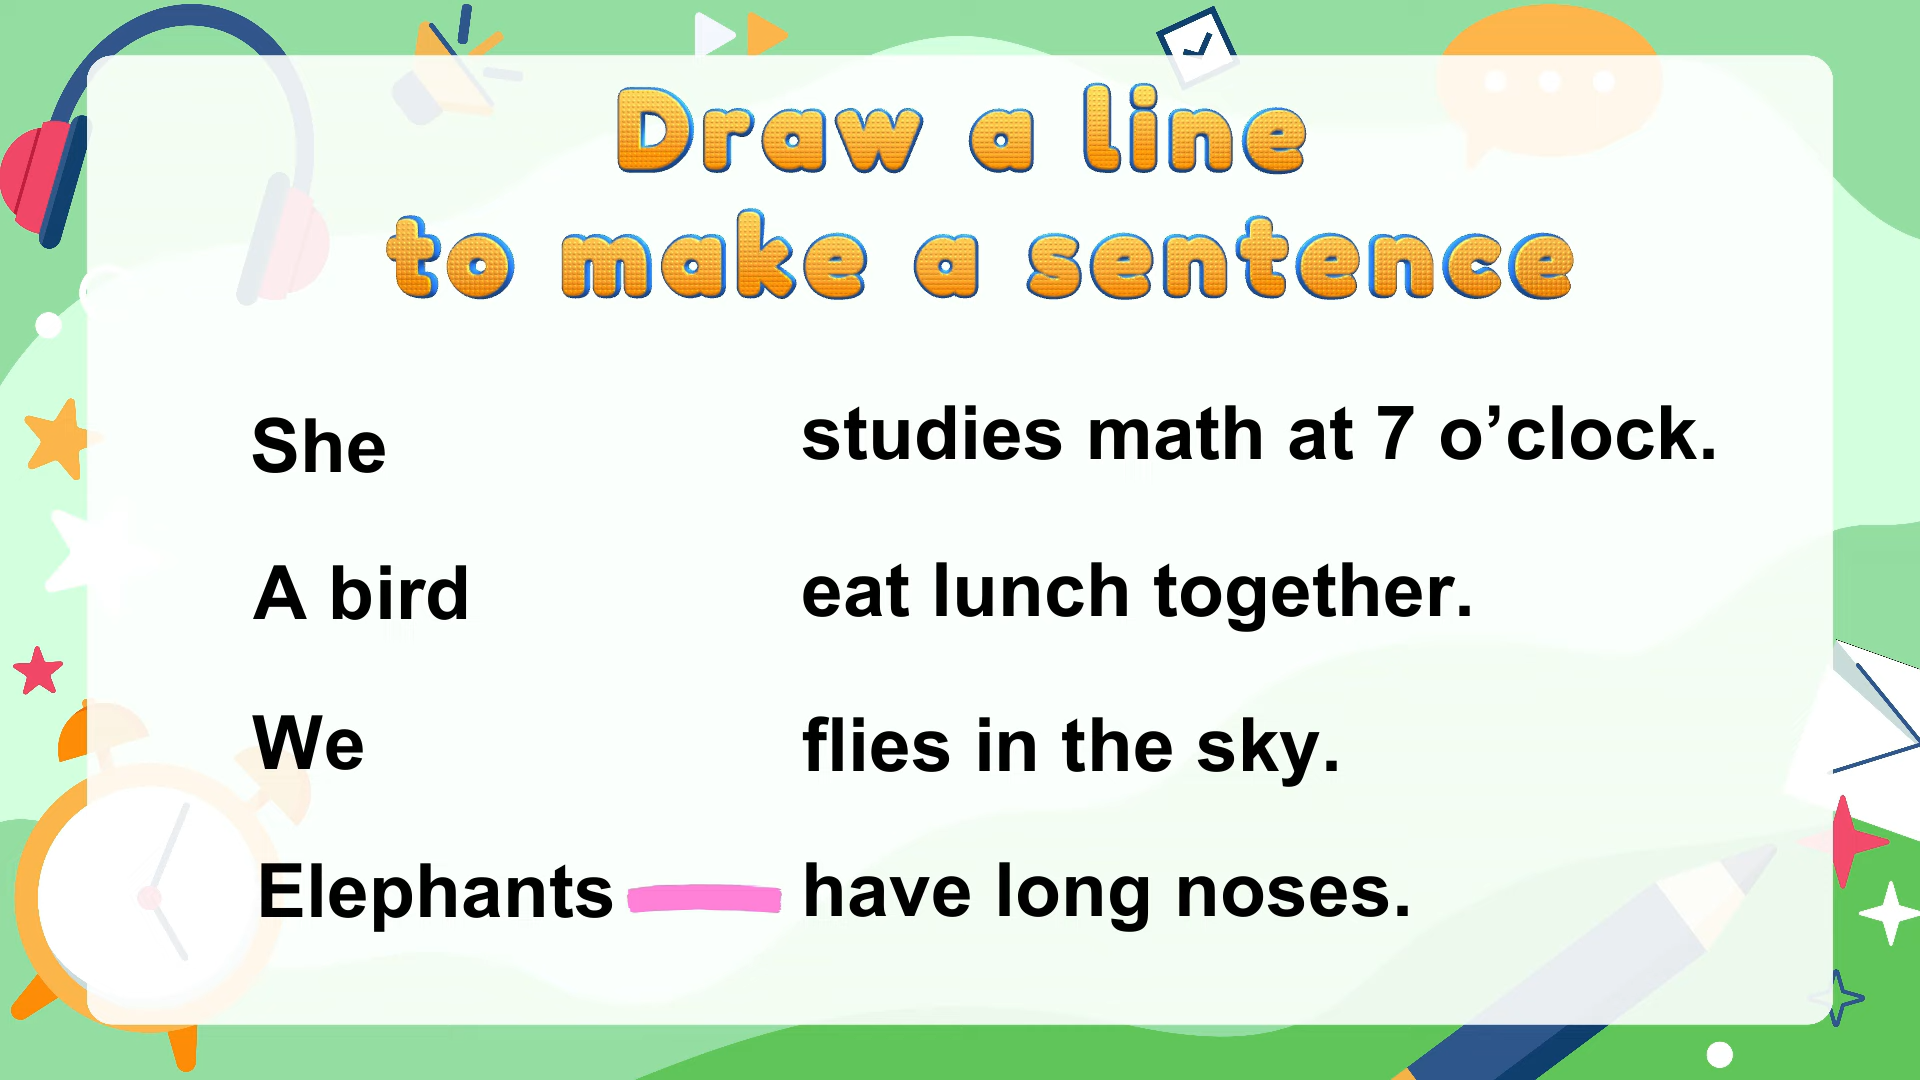 Draw a line
to make a sentence
She
studies math at 7 o’clock.
A bird
eat lunch together.
We
flies in the sky.
Elephants
have long noses.